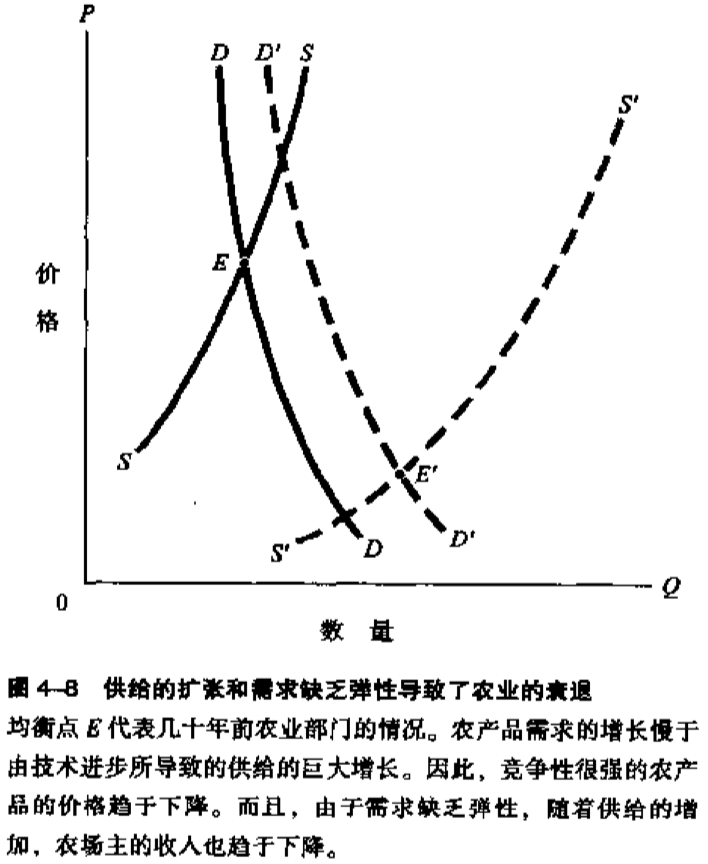 P
D D' S
S'
E
价
格
S
E'
S' D D'
0
Q
数 量
图 4-8 供给的扩张和需求缺乏弹性导致了农业的衰退
均衡点 E 代表几十年前农业部门的情况。农产品需求的增长慢于
由技术进步所导致的供给的巨大增长。因此,竞争性很强的农产
品的价格趋于下降。而且,由于需求缺乏弹性,随着供给的增
加,农场主的收人也趋于下降。